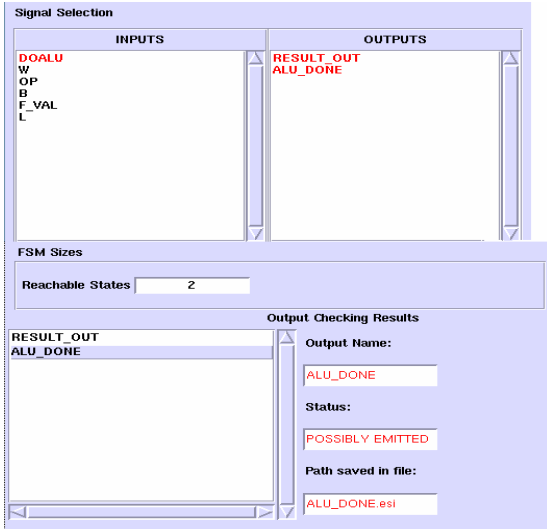 Signal Selection
INPUTS
OUTPUTS
DOALU
W
OP
B
F_VAL
L
RESULT_OUT
ALU_DONE
FSM Sizes
Reachable States 2
Output Checking Results
RESULT_OUT
ALU_DONE
Output Name:
ALU_DONE
Status:
POSSIBLY EMITTED
Path saved in file:
ALU_DONE.esi